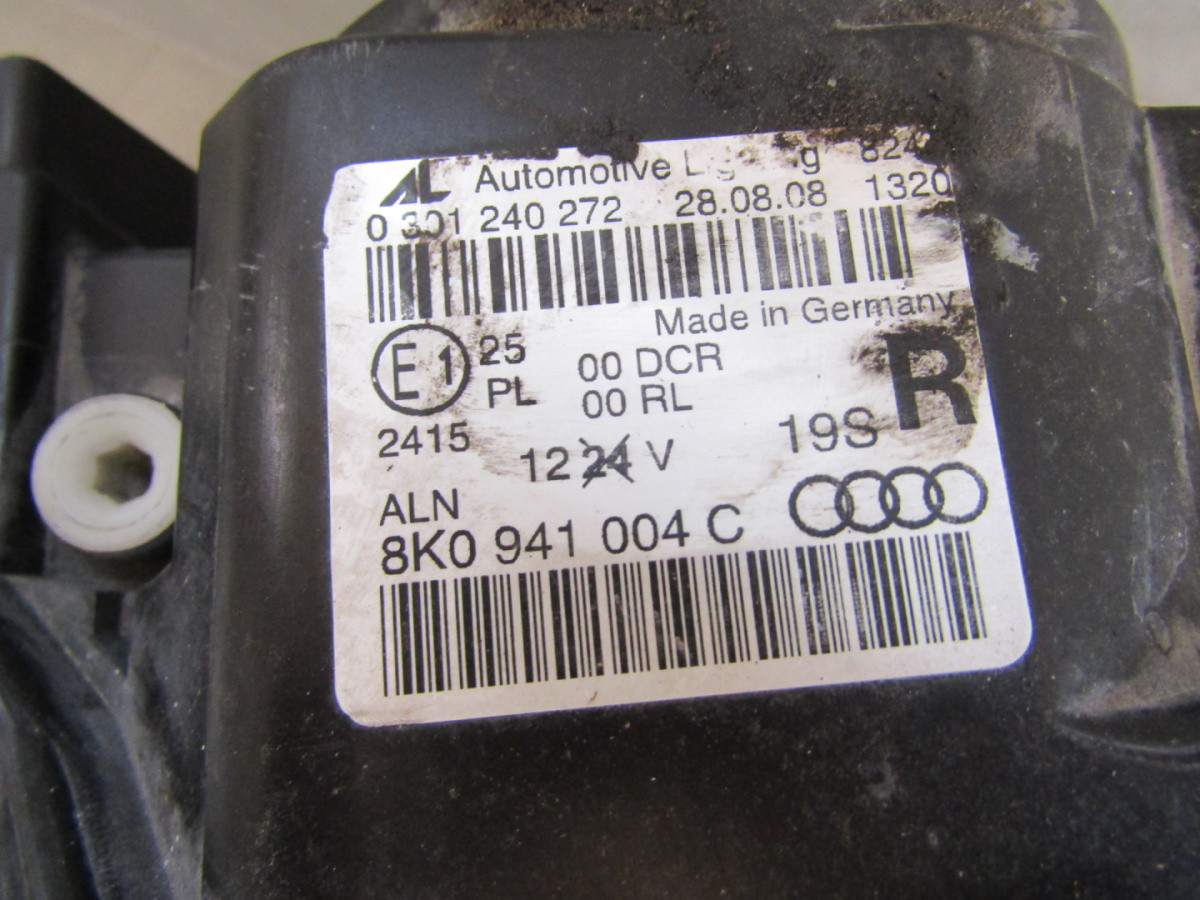 AL Automotive
0 301 240 272 28.08.08 1320
Made in Germany
E1 25 00 DCR R
PL 00 RL
2415 12 24 V 19S
ALN
8K0 941 004 C